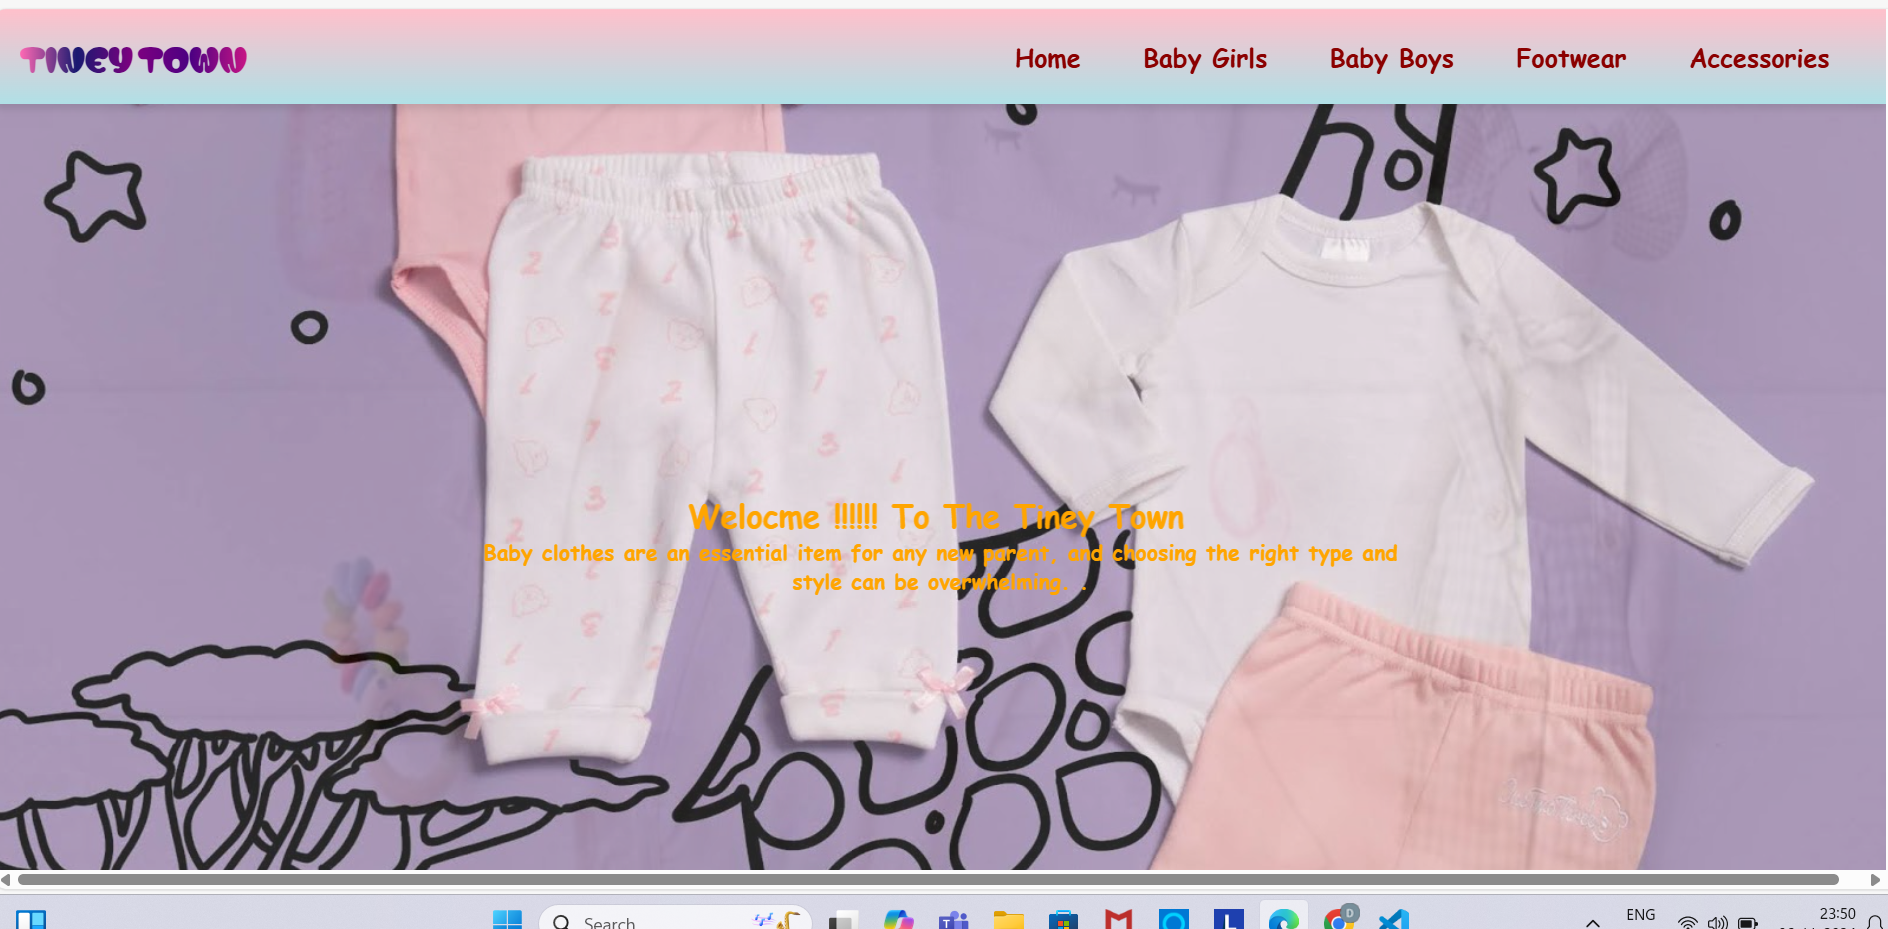 TINEY TOWN
Home Baby Girls Baby Boys Footwear Accessories
Welocme !!!!!! To The Tiney Town
Baby clothes are an essential item for any new parent, and choosing the right type and
style can be overwhelming. .
Search
D
ENG
23:50